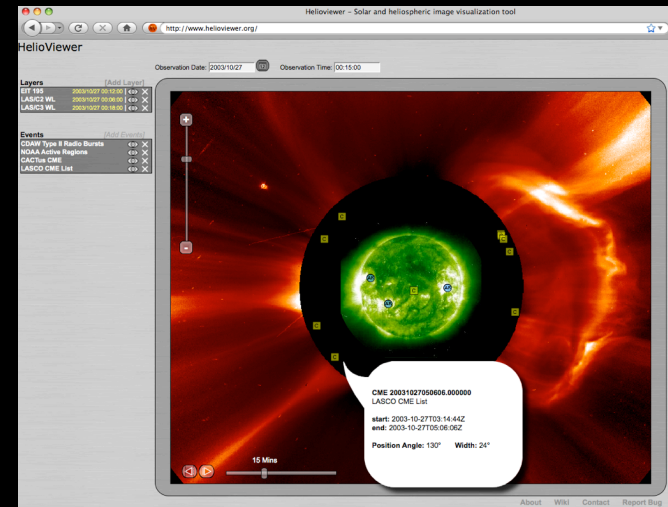 Helioviewer - Solar and heliospheric image visualization tool
http://www.helioviewer.org/
HelioViewer
Observation Date: 2003/10/27 Observation Time: 00:15:00
Layers [Add Layer]
EIT 195 2003/10/27 00:12:00
LAS/C2 WL 2003/10/27 00:06:00
LAS/C3 WL 2003/10/27 00:18:00
Events [Add Events]
CDAW Type II Radio Bursts
NOAA Active Regions
CACTus CME
LASCO CME List
+
-
C
C
C
C
C
C
C
C
C
AR
AR
AR
CME 20031027050606.000000
LASCO CME List
start: 2003-10-27T03:14:44Z
end: 2003-10-27T05:06:06Z
Position Angle: 130° Width: 24°
15 Mins
About Wiki Contact Report Bug